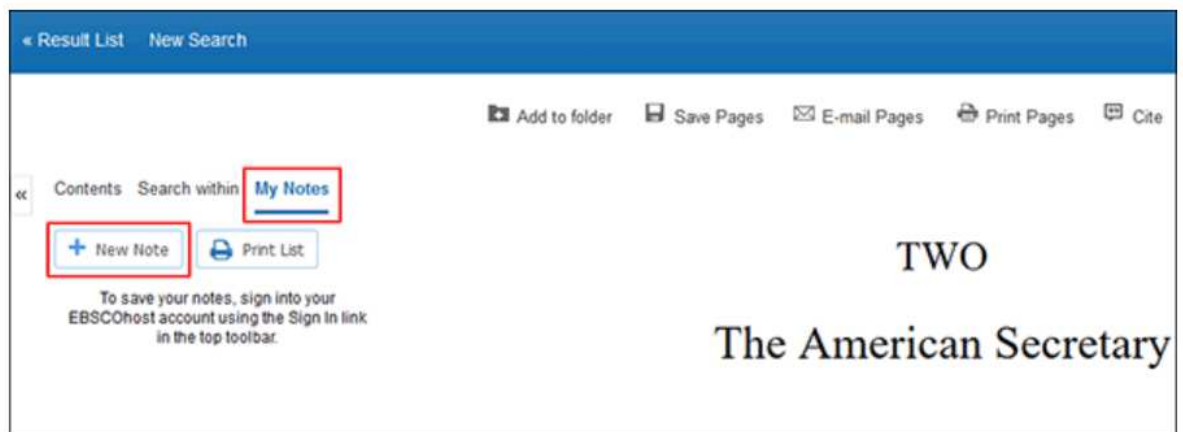 « Result List New Search
Add to folder Save Pages E-mail Pages Print Pages Cite
« Contents Search within My Notes
+ New Note Print List
To save your notes, sign into your
EBSCOhost account using the Sign In link
in the top toolbar.
TWO
The American Secretary